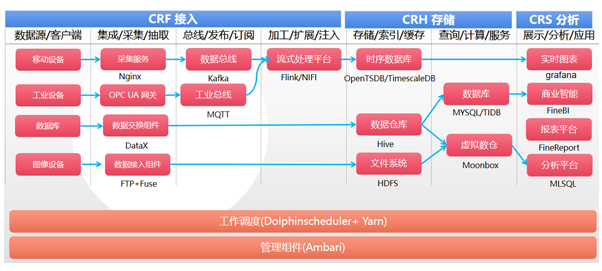 CRF 接入
CRH 存储
CRS 分析
数据源/客户端
集成/采集/抽取
总线/发布/订阅
加工/扩展/注入
存储/索引/缓存
查询/计算/服务
展示/分析/应用
移动设备
采集服务
数据总线
流式处理平台
时序数据库
实时图表
Nginx
Kafka
Flink/NIFI
OpenTSDB/TimescaleDB
grafana
工业设备
OPC UA 网关
工业总线
数据库
商业智能
MQTT
MYSQL/TIDB
FineBI
数据库
数据交换组件
数据仓库
报表平台
DataX
Hive
虚拟数仓
FineReport
图像设备
数据接入组件
文件系统
Moonbox
分析平台
FTP+Fuse
HDFS
MLSQL
工作调度(Dolphinscheduler+ Yarn)
管理组件(Ambari)